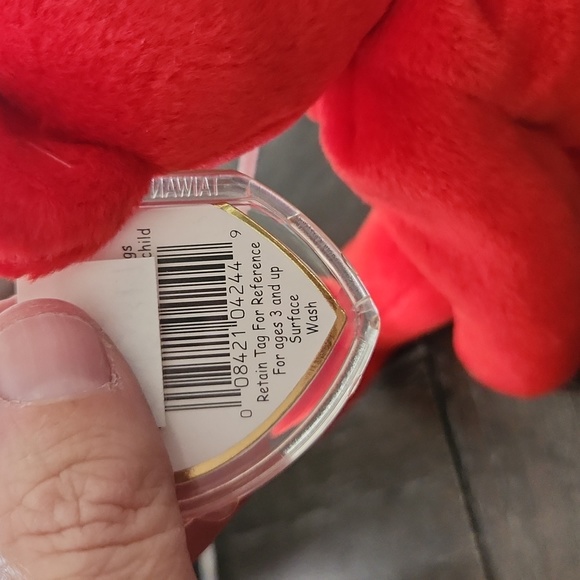 TAIWAN
gs
child
0 08421 04244 9
Retain Tag For Reference
For ages 3 and up
Surface
Wash